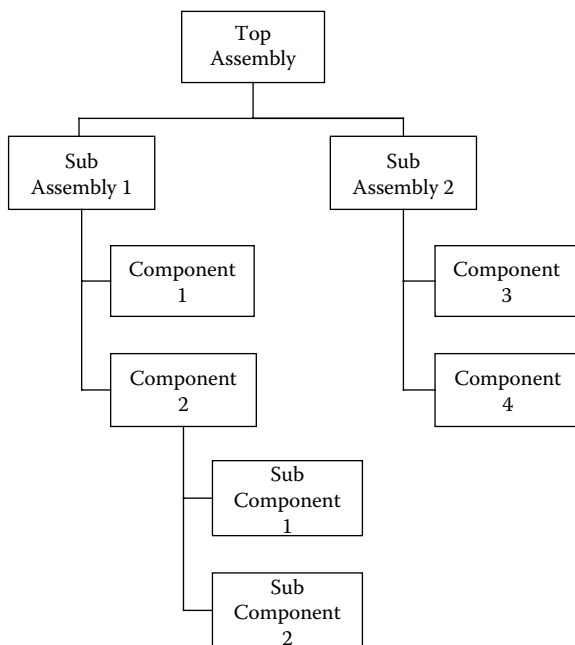 Top
Assembly
Sub
Assembly 1
Sub
Assembly 2
Component
1
Component
3
Component
2
Component
4
Sub
Component
1
Sub
Component
2